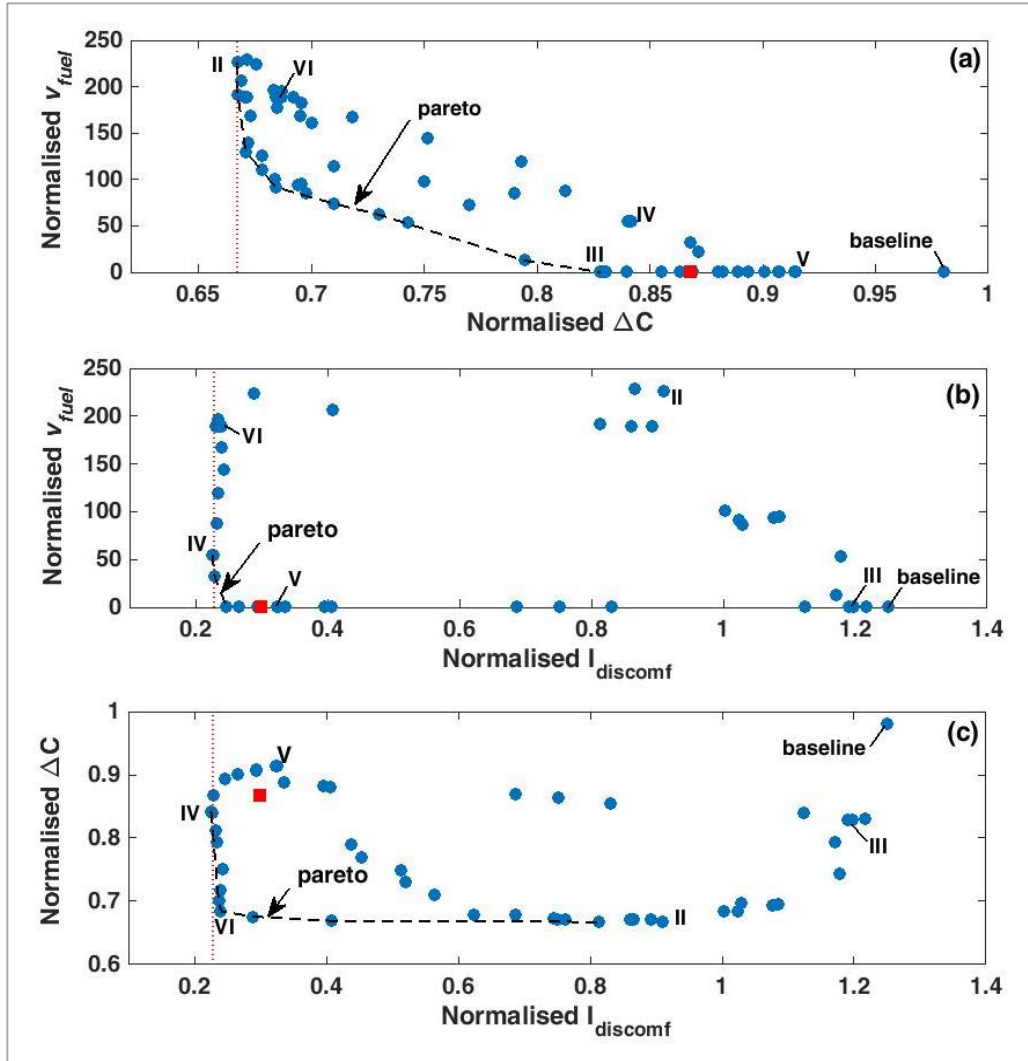 (a)
Normalised v_fuel
250
200
150
100
50
0
II
VI
pareto
IV
III
V
baseline
0.65
0.7
0.75
0.8
0.85
0.9
0.95
1
Normalised ΔC
(b)
Normalised v_fuel
250
200
150
100
50
0
II
VI
IV
pareto
V
III
baseline
0.2
0.4
0.6
0.8
1
1.2
1.4
Normalised I_discomf
(c)
Normalised ΔC
1
0.9
0.8
0.7
0.6
V
baseline
IV
III
pareto
VI
II
0.2
0.4
0.6
0.8
1
1.2
1.4
Normalised I_discomf